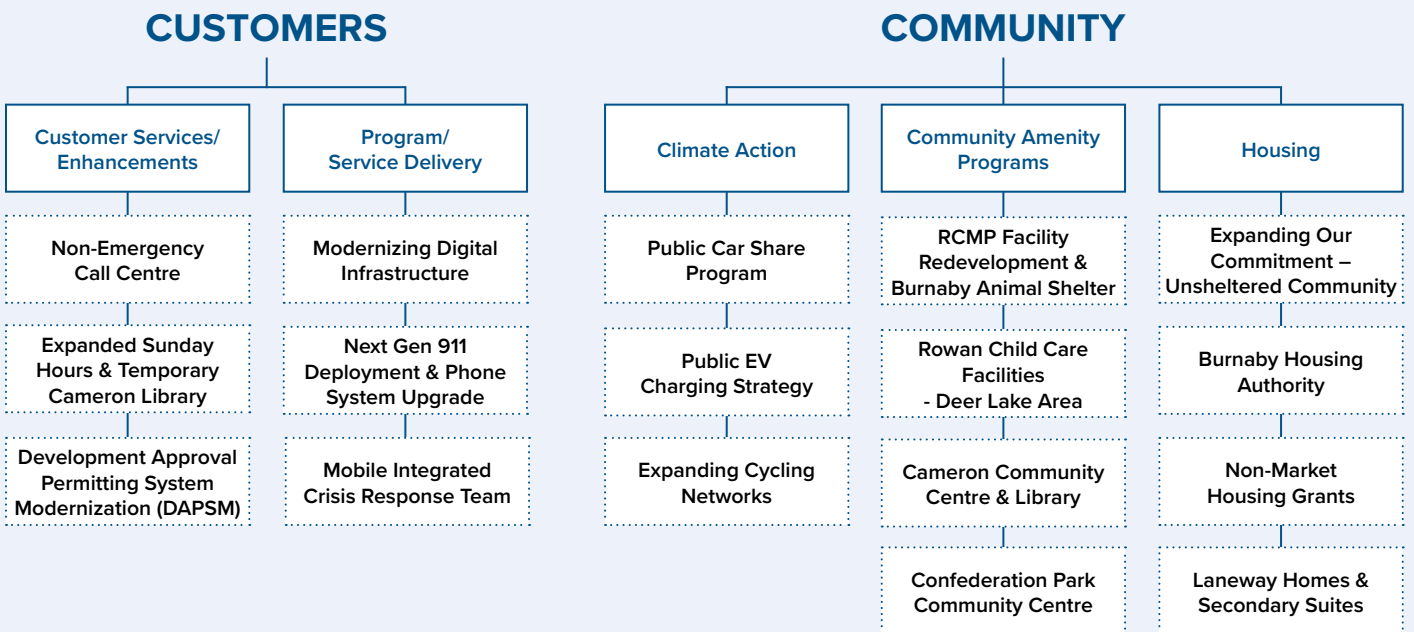 CUSTOMERS
Customer Services/
Enhancements
Non-Emergency
Call Centre
Expanded Sunday
Hours & Temporary
Cameron Library
Development Approval
Permitting System
Modernization (DAPSM)
Program/
Service Delivery
Modernizing Digital
Infrastructure
Next Gen 911
Deployment & Phone
System Upgrade
Mobile Integrated
Crisis Response Team
COMMUNITY
Climate Action
Public Car Share
Program
Public EV
Charging Strategy
Expanding Cycling
Networks
Community Amenity
Programs
RCMP Facility
Redevelopment &
Burnaby Animal Shelter
Rowan Child Care
Facilities
- Deer Lake Area
Cameron Community
Centre & Library
Confederation Park
Community Centre
Housing
Expanding Our
Commitment –
Unsheltered Community
Burnaby Housing
Authority
Non-Market
Housing Grants
Laneway Homes &
Secondary Suites